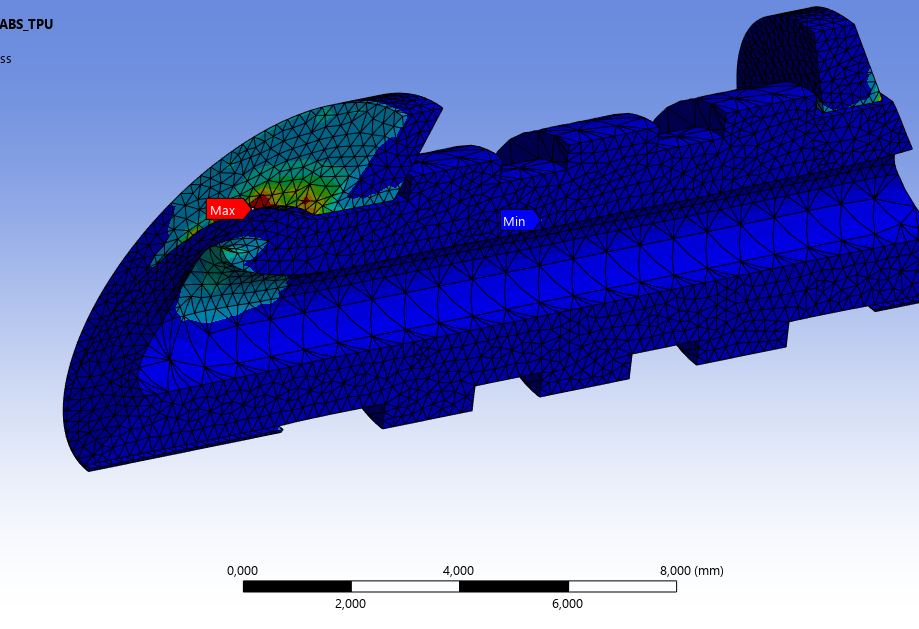 ABS_TPU
ss
Max
Min
0,000 4,000 8,000 (mm)
2,000 6,000